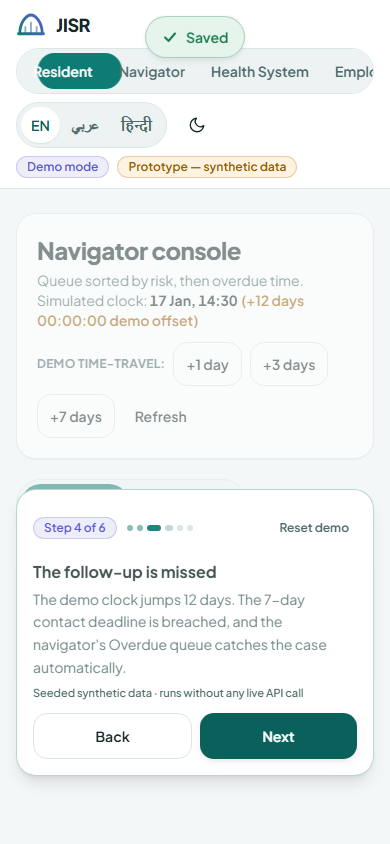 JISR
Saved
Resident
Navigator
Health System
Emplo
EN
عربي
हिन्दी
Demo mode
Prototype — synthetic data
Navigator console
Queue sorted by risk, then overdue time.
Simulated clock: 17 Jan, 14:30 (+12 days
00:00:00 demo offset)
DEMO TIME-TRAVEL:
+1 day
+3 days
+7 days
Refresh
Step 4 of 6
Reset demo
The follow-up is missed
The demo clock jumps 12 days. The 7-day
contact deadline is breached, and the
navigator's Overdue queue catches the case
automatically.
Seeded synthetic data · runs without any live API call
Back
Next